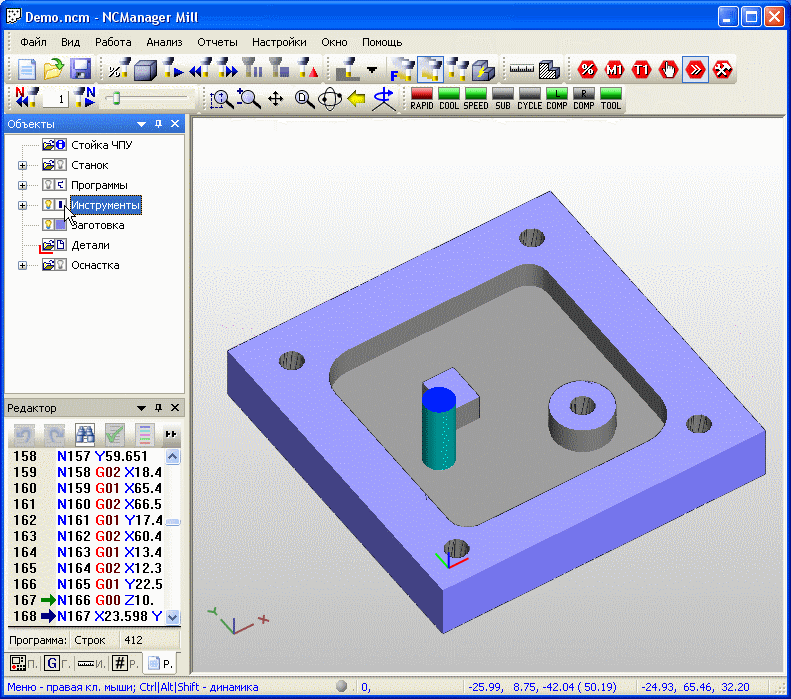 Demo.ncm - NCManager Mill
Файл Вид Работа Анализ Отчеты Настройки Окно Помощь
F % M1 T1
N 1 N RAPID COOL SPEED SUB CYCLE L COMP R COMP TOOL
Объекты
Стойка ЧПУ
Станок
Программы
Инструменты
Заготовка
Детали
Оснастка
Редактор
158 N157 Y59.651
159 N158 G02 X18.4
160 N159 G01 X65.4
161 N160 G02 X66.5
162 N161 G01 Y17.4
163 N162 G02 X60.4
164 N163 G01 X13.4
165 N164 G02 X12.3
166 N165 G01 Y22.5
167 N166 G00 Z10.
168 N167 X23.598 Y
Y X
Программа: Строк 412
П. G Г. И. # Р. Р.
Меню - правая кл. мыши; Ctrl|Alt|Shift - динамика 0, -25.99, 8.75, -42.04 ( 50.19) -24.93, 65.46, 32.20